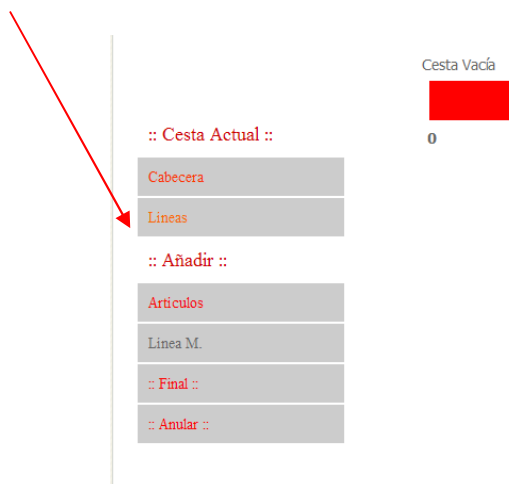 Cesta Vacía
0
:: Cesta Actual ::
Cabecera
Lineas
:: Añadir ::
Articulos
Linea M.
:: Final ::
:: Anular ::